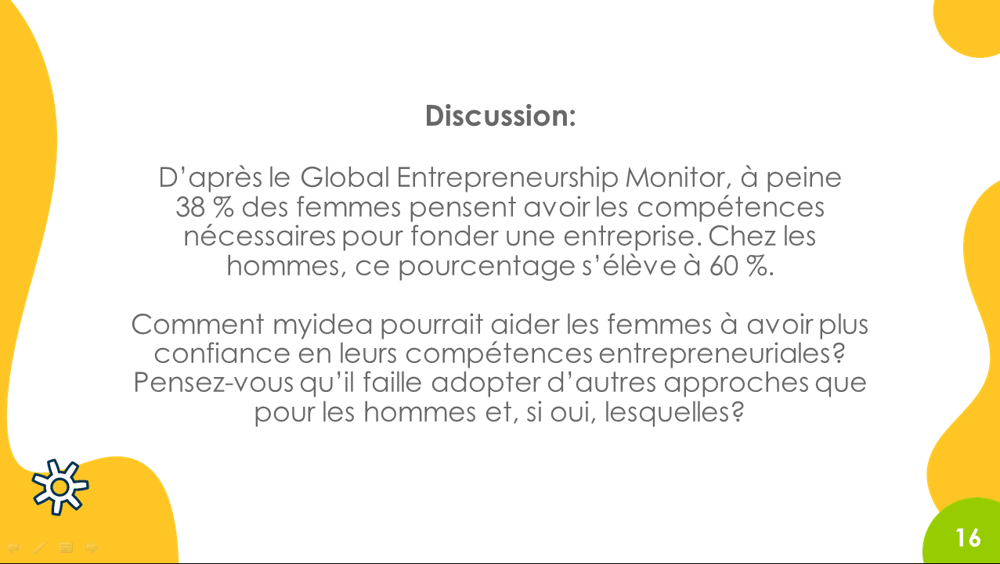 Discussion:
D’après le Global Entrepreneurship Monitor, à peine
38 % des femmes pensent avoir les compétences
nécessaires pour fonder une entreprise. Chez les
hommes, ce pourcentage s’élève à 60 %.
Comment myidea pourrait aider les femmes à avoir plus
confiance en leurs compétences entrepreneuriales?
Pensez-vous qu’il faille adopter d’autres approches que
pour les hommes et, si oui, lesquelles?
16